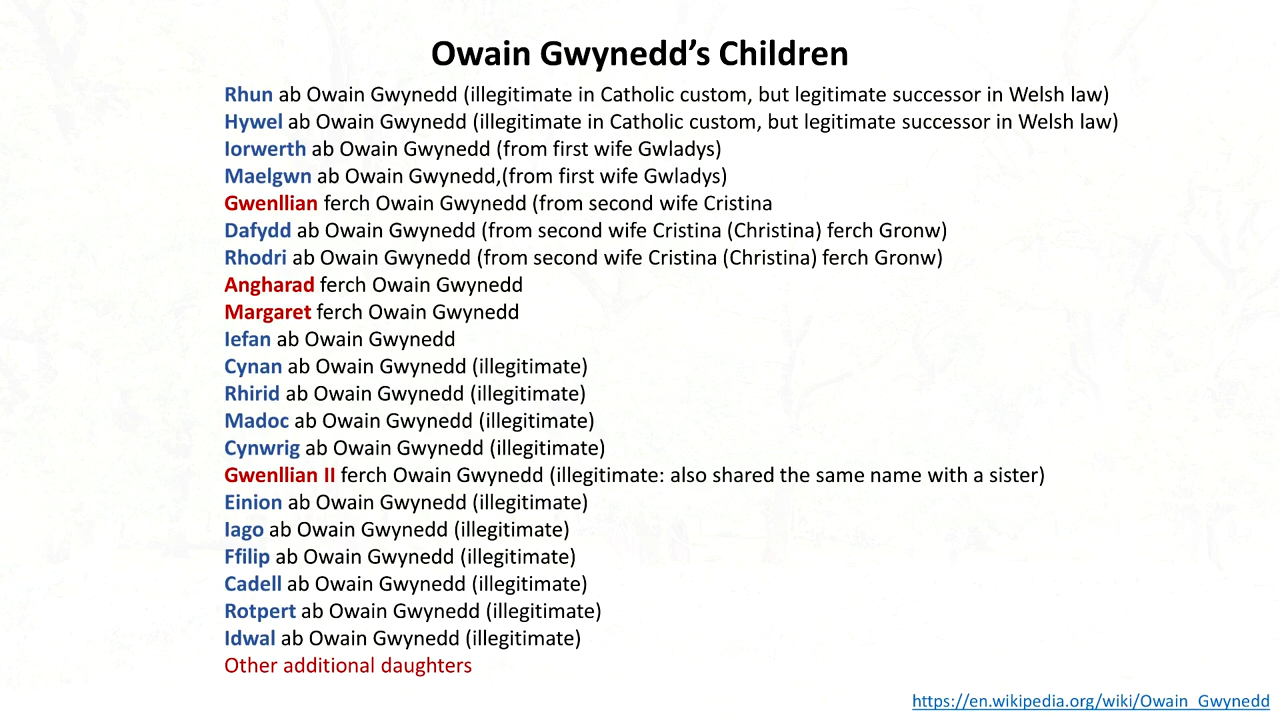 Owain Gwynedd’s Children
Rhun ab Owain Gwynedd (illegitimate in Catholic custom, but legitimate successor in Welsh law)
Hywel ab Owain Gwynedd (illegitimate in Catholic custom, but legitimate successor in Welsh law)
Iorwerth ab Owain Gwynedd (from first wife Gwladys)
Maelgwn ab Owain Gwynedd,(from first wife Gwladys)
Gwenllian ferch Owain Gwynedd (from second wife Cristina
Dafydd ab Owain Gwynedd (from second wife Cristina (Christina) ferch Gronw)
Rhodri ab Owain Gwynedd (from second wife Cristina (Christina) ferch Gronw)
Angharad ferch Owain Gwynedd
Margaret ferch Owain Gwynedd
Iefan ab Owain Gwynedd
Cynan ab Owain Gwynedd (illegitimate)
Rhirid ab Owain Gwynedd (illegitimate)
Madoc ab Owain Gwynedd (illegitimate)
Cynwrig ab Owain Gwynedd (illegitimate)
Gwenllian II ferch Owain Gwynedd (illegitimate: also shared the same name with a sister)
Einion ab Owain Gwynedd (illegitimate)
Iago ab Owain Gwynedd (illegitimate)
Ffilip ab Owain Gwynedd (illegitimate)
Cadell ab Owain Gwynedd (illegitimate)
Rotpert ab Owain Gwynedd (illegitimate)
Idwal ab Owain Gwynedd (illegitimate)
Other additional daughters
https://en.wikipedia.org/wiki/Owain_Gwynedd